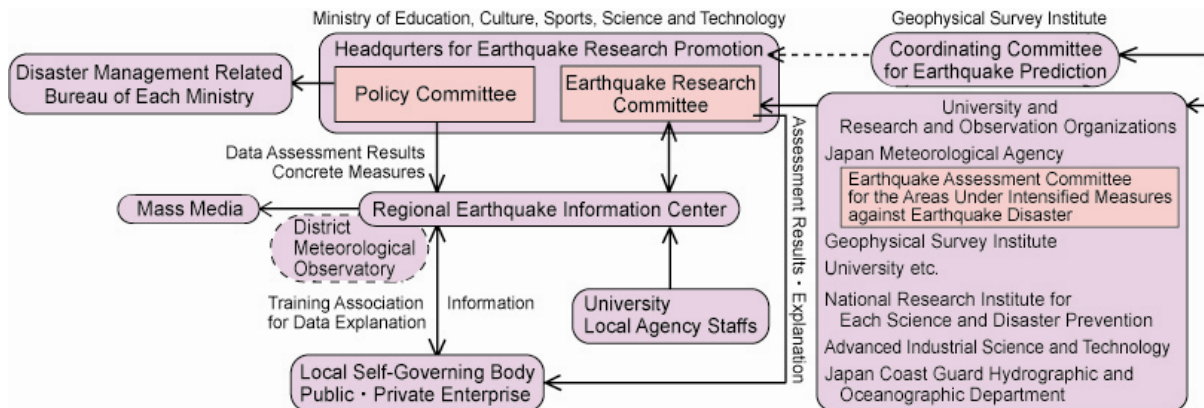 Ministry of Education, Culture, Sports, Science and Technology
Headqurters for Earthquake Research Promotion
Policy Committee
Earthquake Research
Committee
Disaster Management Related
Bureau of Each Ministry
Geophysical Survey Institute
Coordinating Committee
for Earthquake Prediction
University and
Research and Observation Organizations
Japan Meteorological Agency
Earthquake Assessment Committee
for the Areas Under Intensified Measures
against Earthquake Disaster
Geophysical Survey Institute
University etc.
National Research Institute for
Each Science and Disaster Prevention
Advanced Industrial Science and Technology
Japan Coast Guard Hydrographic and
Oceanographic Department
Data Assessment Results
Concrete Measures
Assessment Results・Explanation
Mass Media
Regional Earthquake Information Center
District
Meteorological
Observatory
Training Association
for Data Explanation
Information
University
Local Agency Staffs
Local Self-Governing Body
Public・Private Enterprise